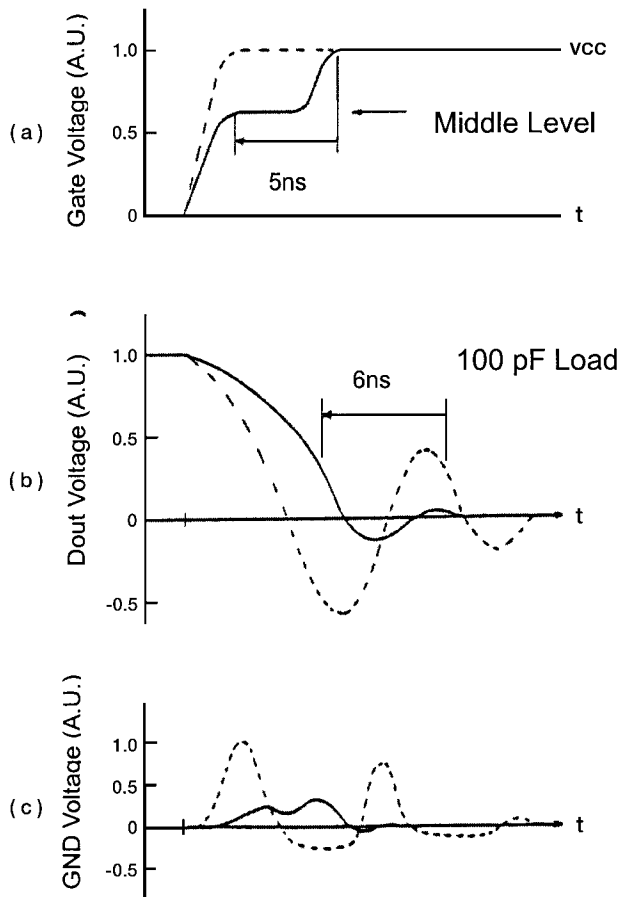 (a)
Gate Voltage (A.U.)
1.0
0.5
0
vcc
Middle Level
5ns
t
(b)
Dout Voltage (A.U.)
1.0
0.5
0
-0.5
100 pF Load
6ns
t
(c)
GND Voltage (A.U.)
1.0
0.5
0
-0.5
t